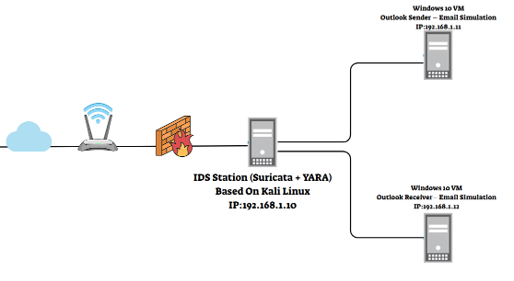 Windows 10 VM
Outlook Sender – Email Simulation
IP:192.168.1.11
IDS Station (Suricata + YARA)
Based On Kali Linux
IP:192.168.1.10
Windows 10 VM
Outlook Receiver – Email Simulation
IP:192.168.1.12